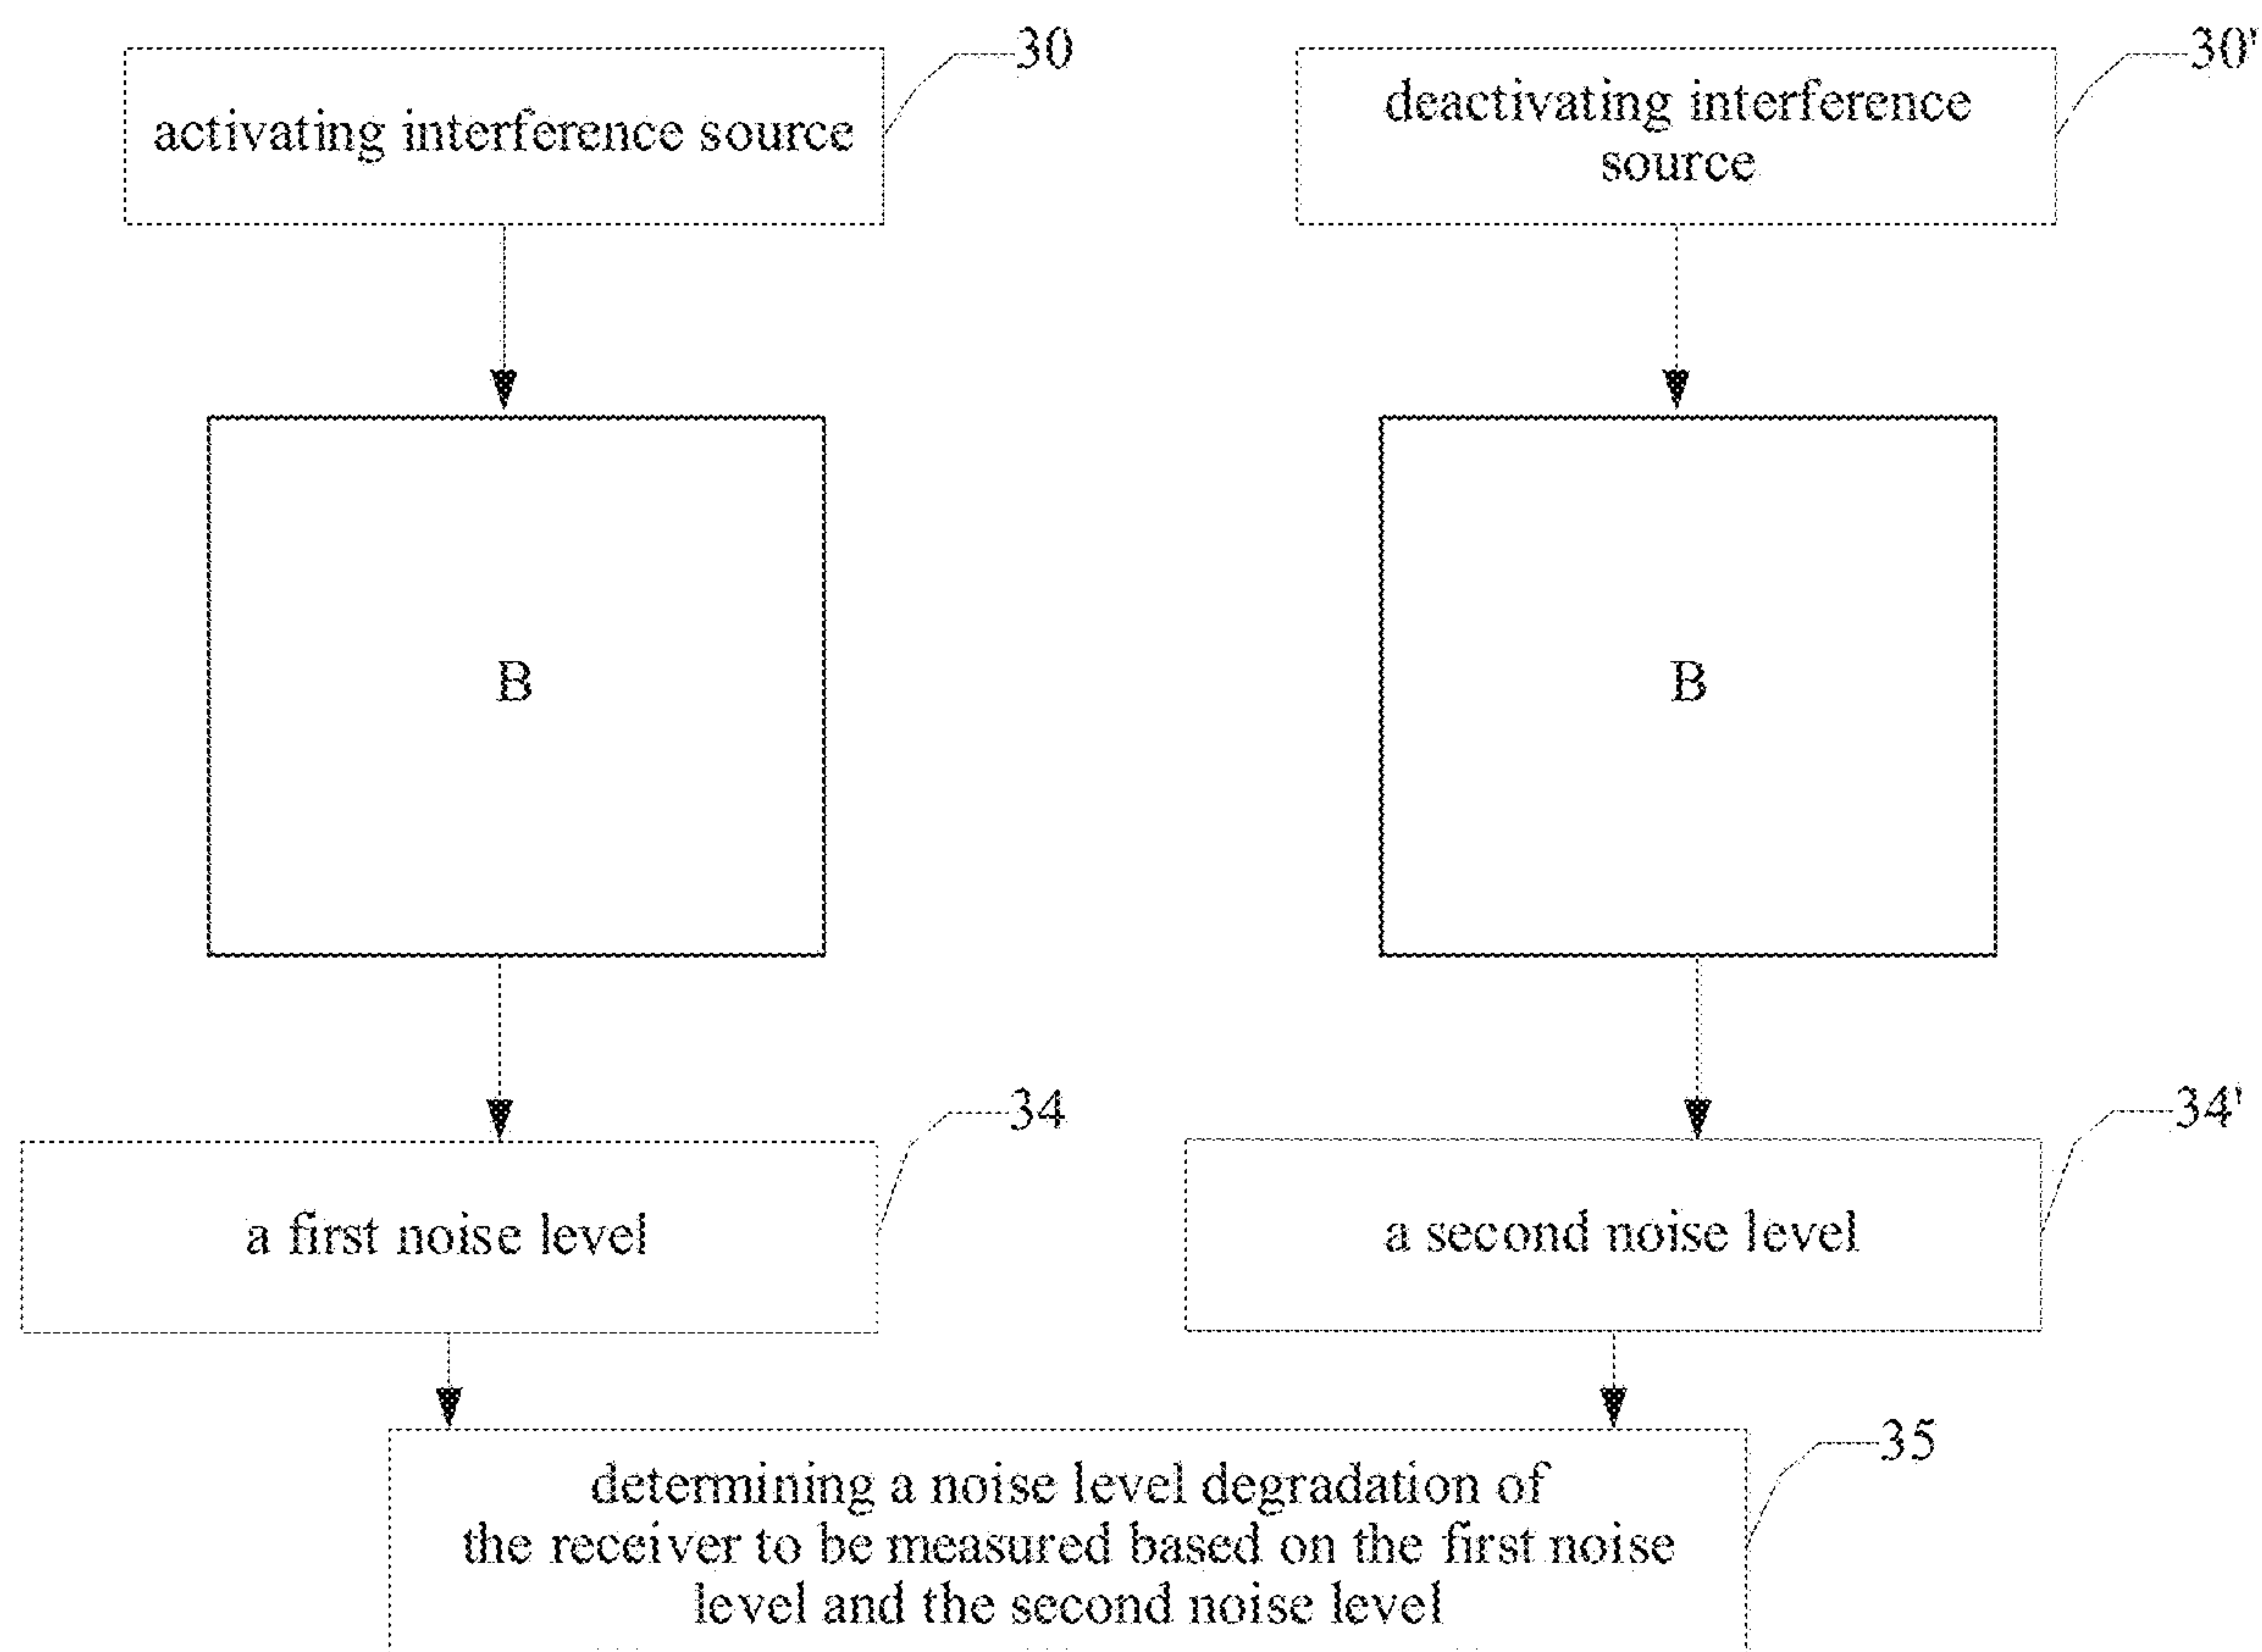 30
activating interference source
30'
deactivating interference
source
B
B
34
a first noise level
34'
a second noise level
35
determining a noise level degradation of
the receiver to be measured based on the first noise
level and the second noise level